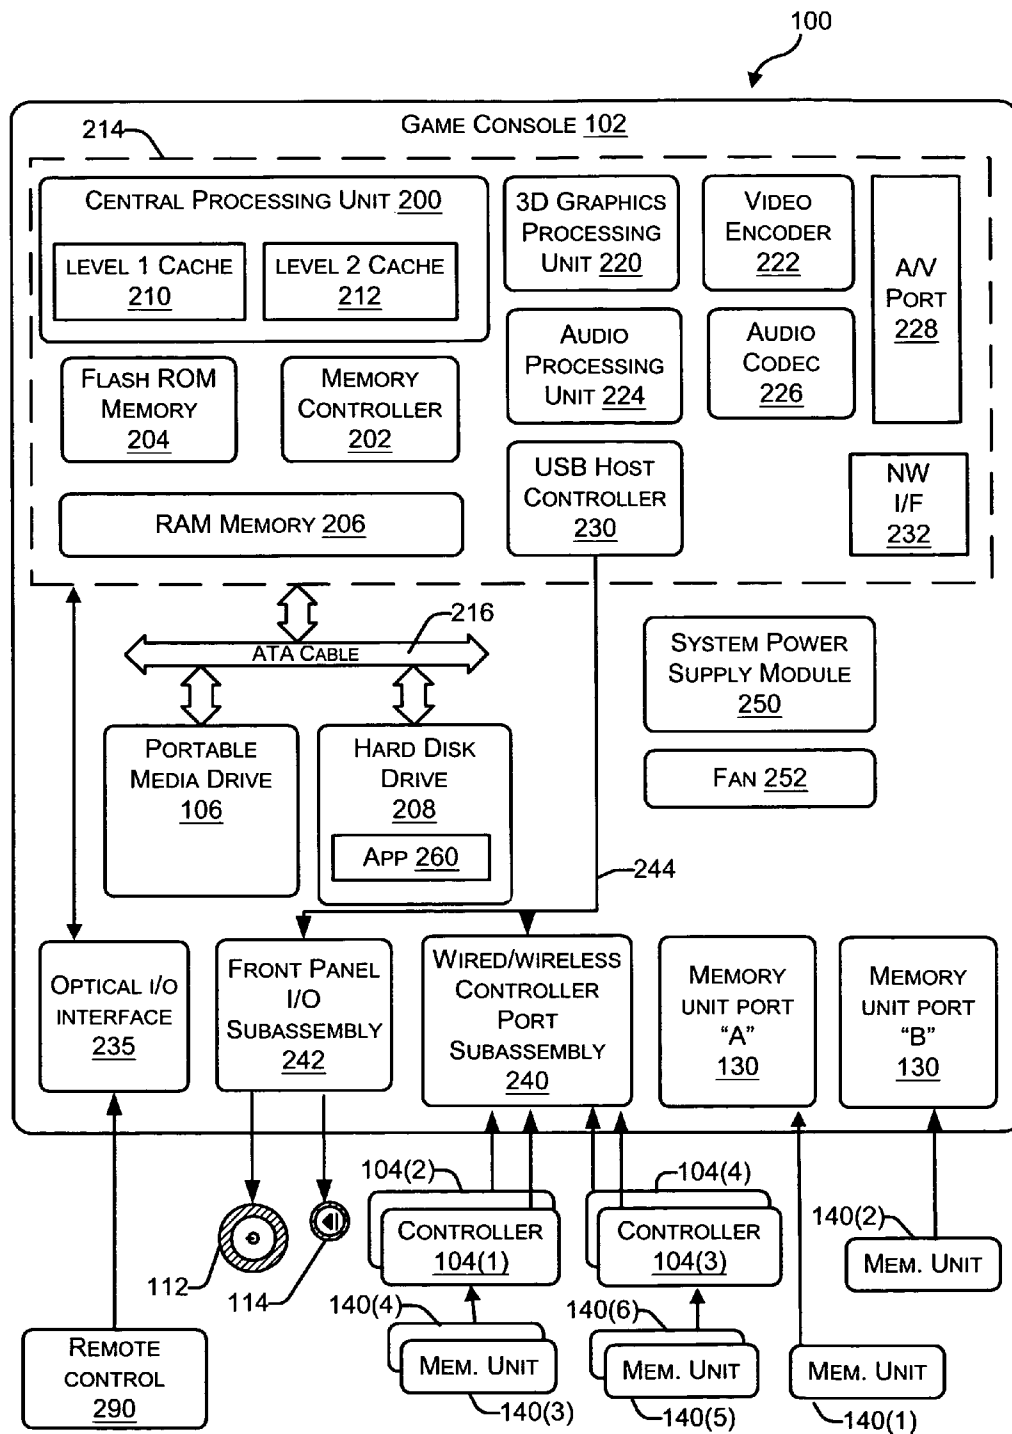 100
GAME CONSOLE 102
214
CENTRAL PROCESSING UNIT 200
LEVEL 1 CACHE
210
LEVEL 2 CACHE
212
3D GRAPHICS
PROCESSING
UNIT 220
VIDEO
ENCODER
222
A/V
PORT
228
FLASH ROM
MEMORY
204
MEMORY
CONTROLLER
202
AUDIO
PROCESSING
UNIT 224
AUDIO
CODEC
226
RAM MEMORY 206
USB HOST
CONTROLLER
230
NW
I/F
232
216
ATA CABLE
SYSTEM POWER
SUPPLY MODULE
250
PORTABLE
MEDIA DRIVE
106
HARD DISK
DRIVE
208
APP 260
FAN 252
244
OPTICAL I/O
INTERFACE
235
FRONT PANEL
I/O
SUBASSEMBLY
242
WIRED/WIRELESS
CONTROLLER
PORT
SUBASSEMBLY
240
MEMORY
UNIT PORT
“A”
130
MEMORY
UNIT PORT
“B”
130
104(2)
CONTROLLER
104(1)
104(4)
CONTROLLER
104(3)
140(2)
MEM. UNIT
112
114
140(4)
MEM. UNIT
140(3)
140(6)
MEM. UNIT
140(5)
MEM. UNIT
140(1)
REMOTE
CONTROL
290